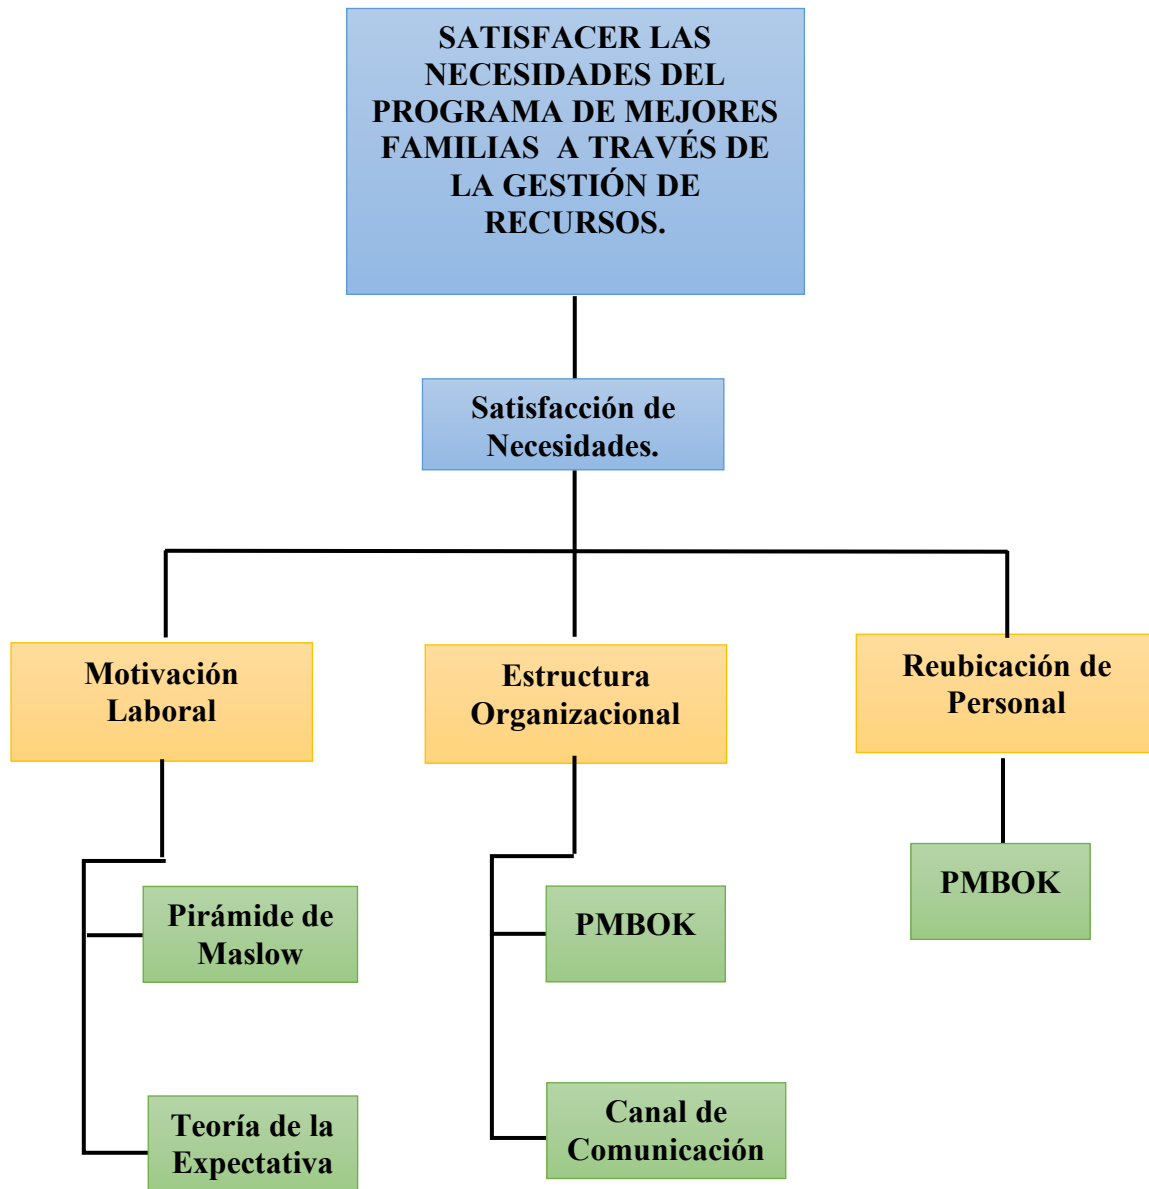 SATISFACER LAS
NECESIDADES DEL
PROGRAMA DE MEJORES
FAMILIAS A TRAVÉS DE
LA GESTIÓN DE
RECURSOS.
Satisfacción de
Necesidades.
Motivación
Laboral
Estructura
Organizacional
Reubicación de
Personal
Pirámide de
Maslow
PMBOK
PMBOK
Teoría de la
Expectativa
Canal de
Comunicación